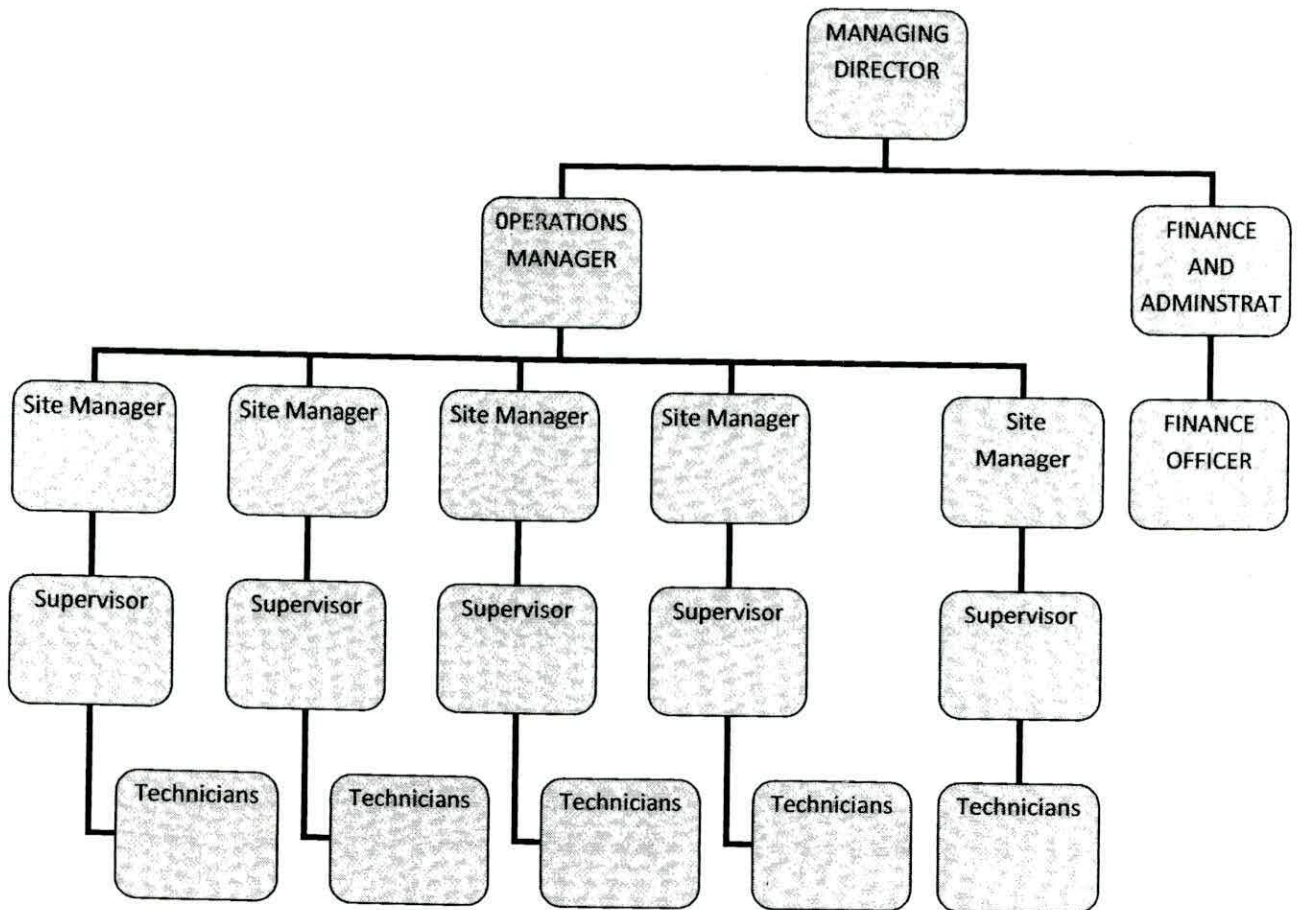 MANAGING
DIRECTOR
0PERATIONS
MANAGER
FINANCE
AND
ADMINSTRAT
Site Manager
Site Manager
Site Manager
Site Manager
Site
Manager
FINANCE
OFFICER
Supervisor
Supervisor
Supervisor
Supervisor
Supervisor
Technicians
Technicians
Technicians
Technicians
Technicians